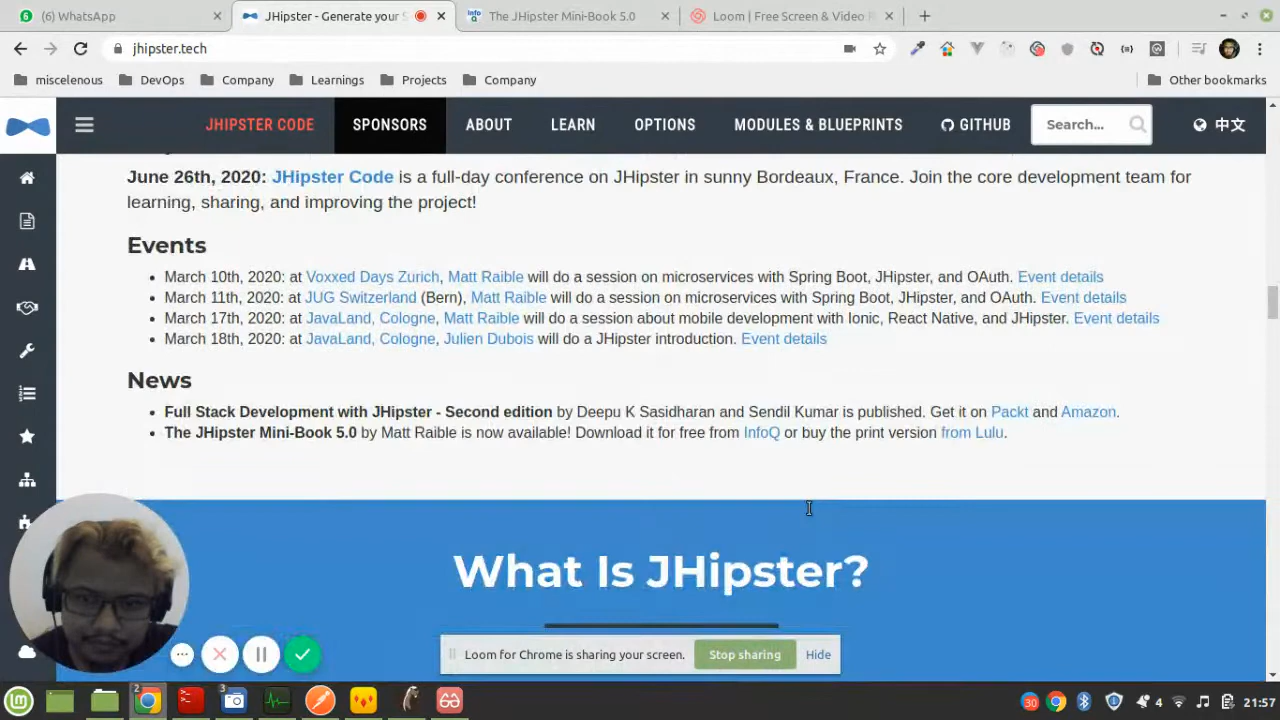 (6) WhatsApp
JHipster - Generate your S
The JHipster Mini-Book 5.0
Loom | Free Screen & Video R
jhipster.tech
miscelenous
DevOps
Company
Learnings
Projects
Company
Other bookmarks
JHIPSTER CODE
SPONSORS
ABOUT
LEARN
OPTIONS
MODULES & BLUEPRINTS
GITHUB
Search...
中文
June 26th, 2020: JHipster Code is a full-day conference on JHipster in sunny Bordeaux, France. Join the core development team for
learning, sharing, and improving the project!
Events
March 10th, 2020: at Voxxed Days Zurich, Matt Raible will do a session on microservices with Spring Boot, JHipster, and OAuth. Event details
March 11th, 2020: at JUG Switzerland (Bern), Matt Raible will do a session on microservices with Spring Boot, JHipster, and OAuth. Event details
March 17th, 2020: at JavaLand, Cologne, Matt Raible will do a session about mobile development with Ionic, React Native, and JHipster. Event details
March 18th, 2020: at JavaLand, Cologne, Julien Dubois will do a JHipster introduction. Event details
News
Full Stack Development with JHipster - Second edition by Deepu K Sasidharan and Sendil Kumar is published. Get it on Packt and Amazon.
The JHipster Mini-Book 5.0 by Matt Raible is now available! Download it for free from InfoQ or buy the print version from Lulu.
What Is JHipster?
Loom for Chrome is sharing your screen.
Stop sharing
Hide
2
3
30
4
21:57